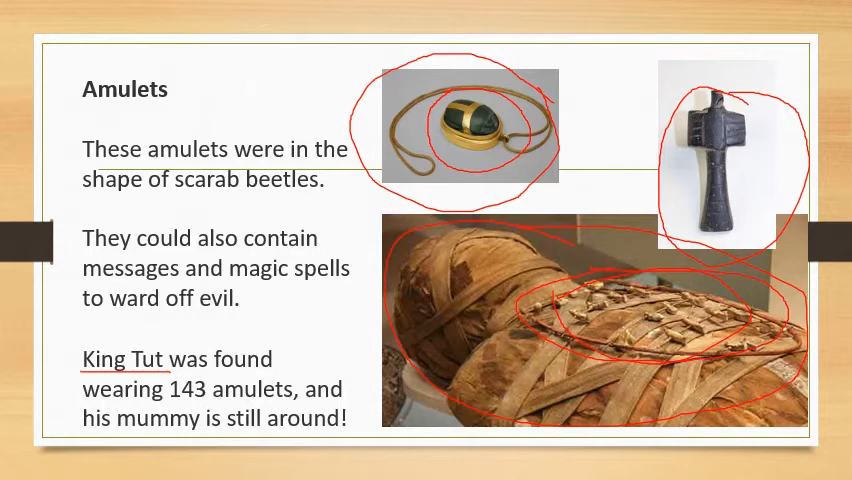 Amulets
These amulets were in the
shape of scarab beetles.
They could also contain
messages and magic spells
to ward off evil.
King Tut was found
wearing 143 amulets, and
his mummy is still around!